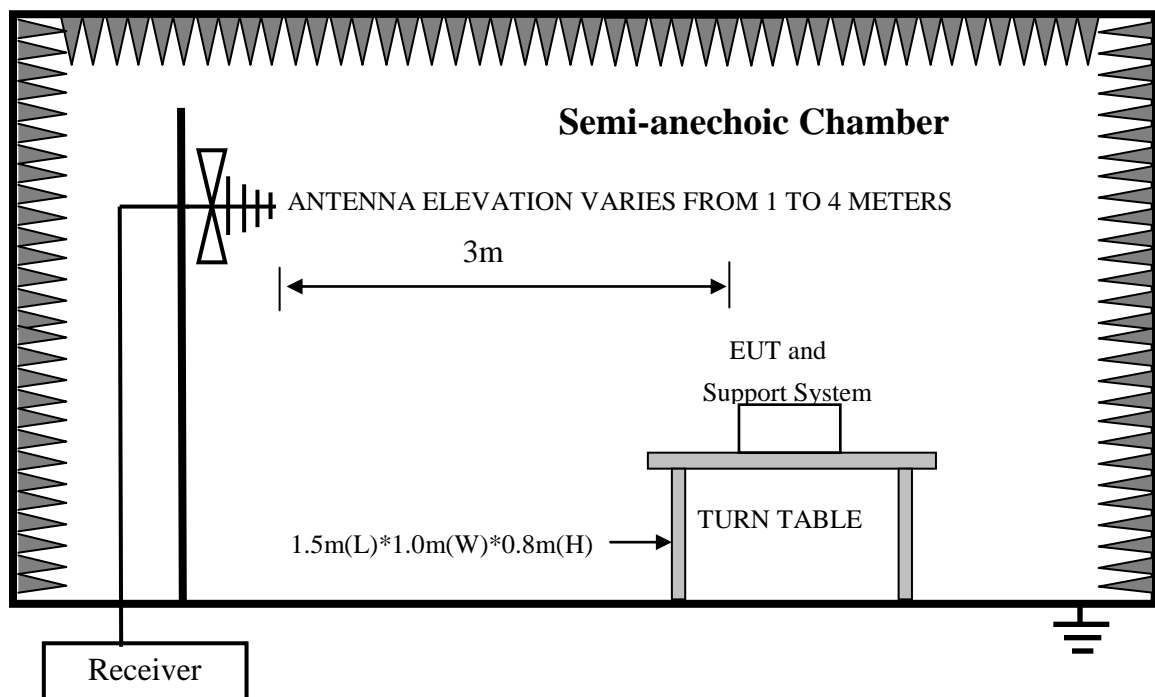 Semi-anechoic Chamber
ANTENNA ELEVATION VARIES FROM 1 TO 4 METERS
3m
EUT and
Support System
TURN TABLE
1.5m(L)*1.0m(W)*0.8m(H)
Receiver